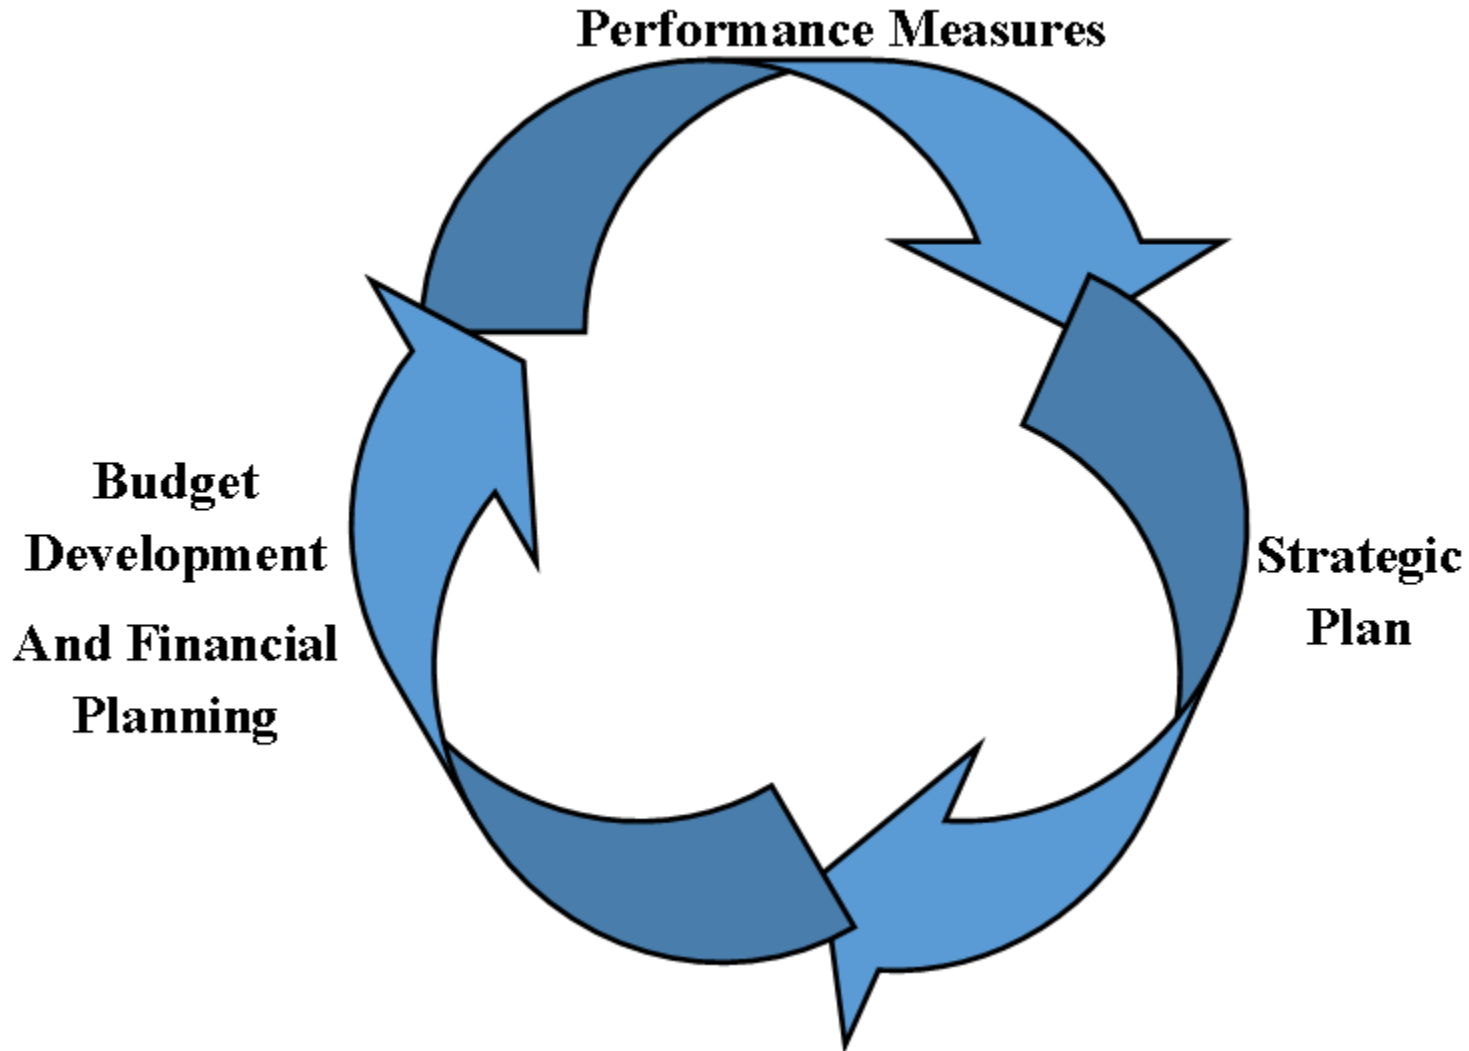 Performance Measures
Budget
Development
And Financial
Planning
Strategic
Plan